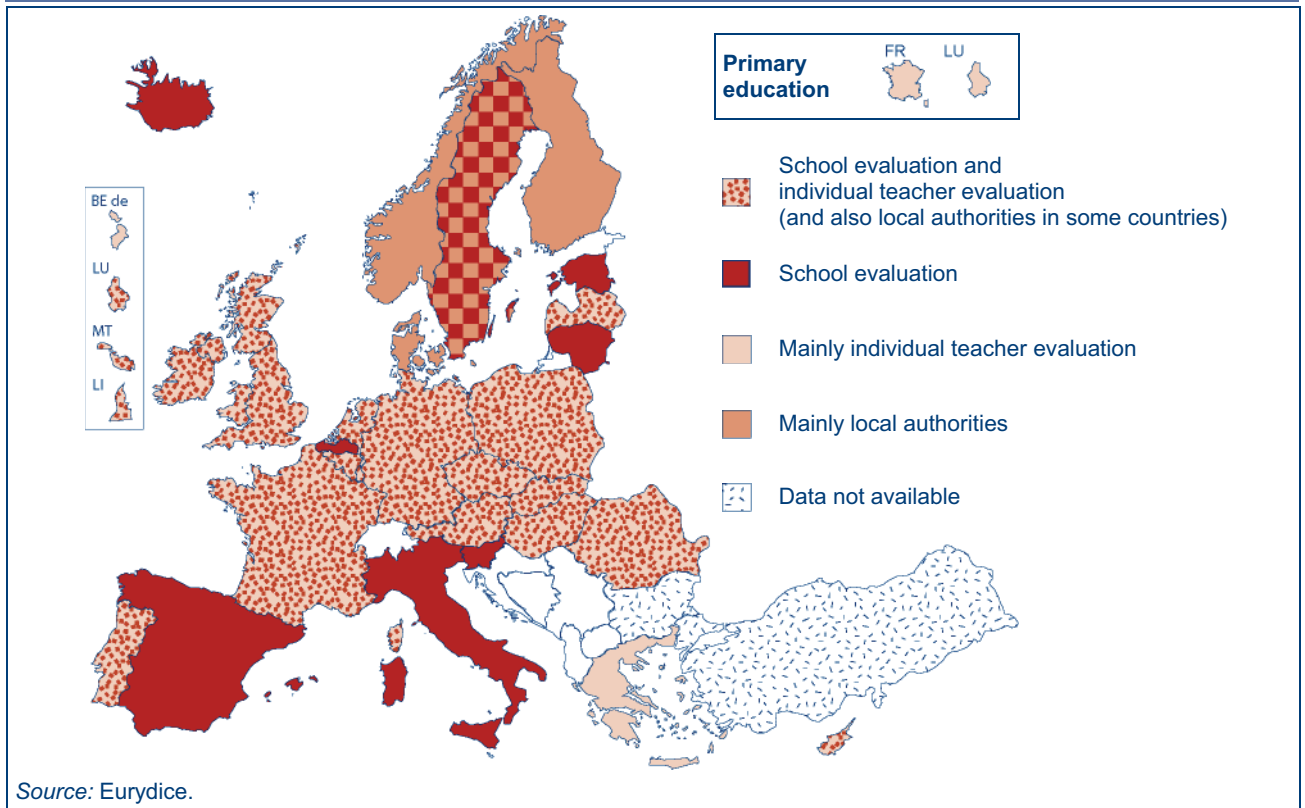 Primary
education
FR
LU
School evaluation and
individual teacher evaluation
(and also local authorities in some countries)
School evaluation
Mainly individual teacher evaluation
Mainly local authorities
Data not available
BE de
LU
MT
LI
Source: Eurydice.